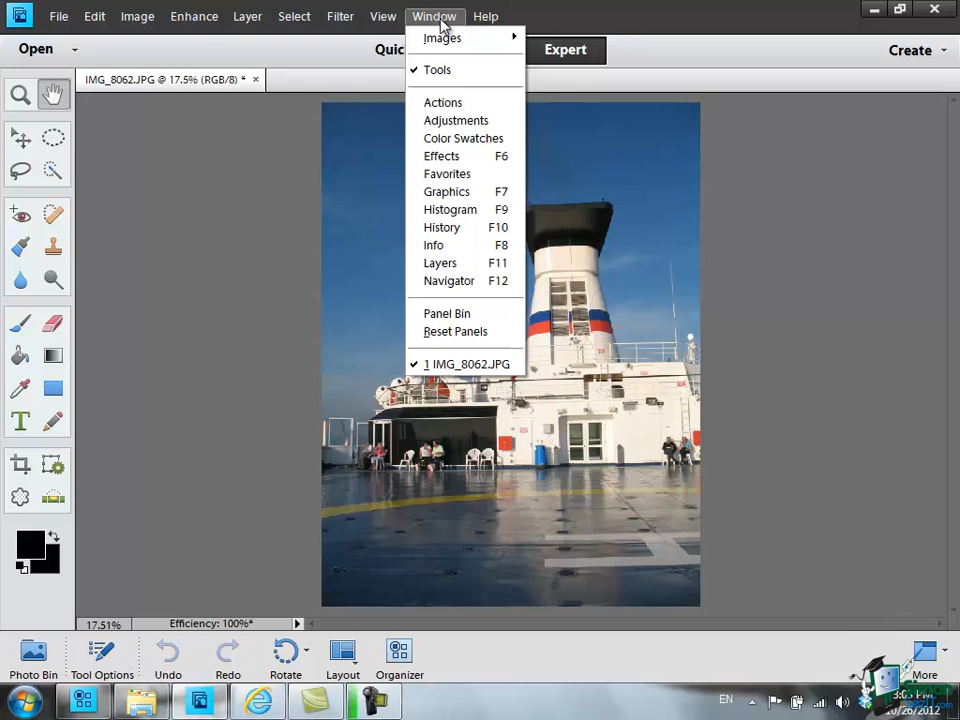 File Edit Image Enhance Layer Select Filter View Window Help
Open Quic Expert Create
IMG_8062.JPG @ 17.5% (RGB/8) * ×
Images
Tools
Actions
Adjustments
Color Swatches
Effects F6
Favorites
Graphics F7
Histogram F9
History F10
Info F8
Layers F11
Navigator F12
Panel Bin
Reset Panels
1 IMG_8062.JPG
17.51% Efficiency: 100%*
Photo Bin Tool Options Undo Redo Rotate Layout Organizer More
EN
10/26/2012